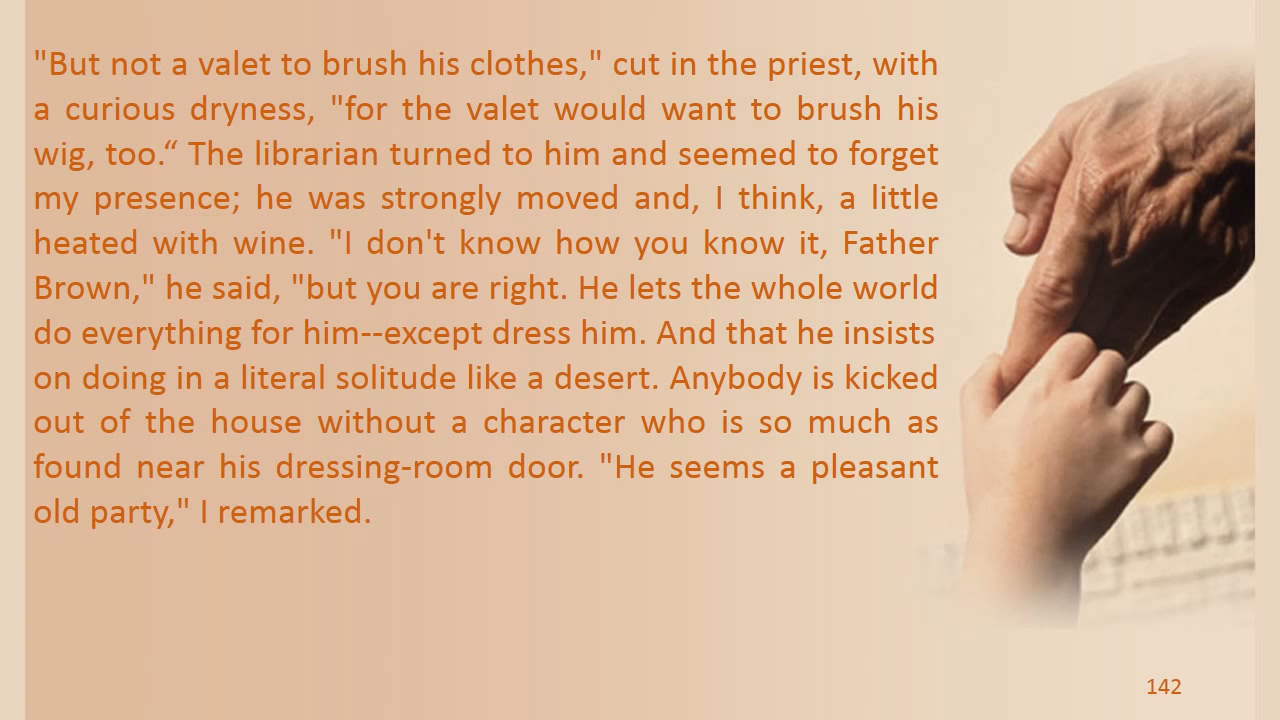 "But not a valet to brush his clothes," cut in the priest, with
a curious dryness, "for the valet would want to brush his
wig, too.“ The librarian turned to him and seemed to forget
my presence; he was strongly moved and, I think, a little
heated with wine. "I don't know how you know it, Father
Brown," he said, "but you are right. He lets the whole world
do everything for him--except dress him. And that he insists
on doing in a literal solitude like a desert. Anybody is kicked
out of the house without a character who is so much as
found near his dressing-room door. "He seems a pleasant
old party," I remarked.
142